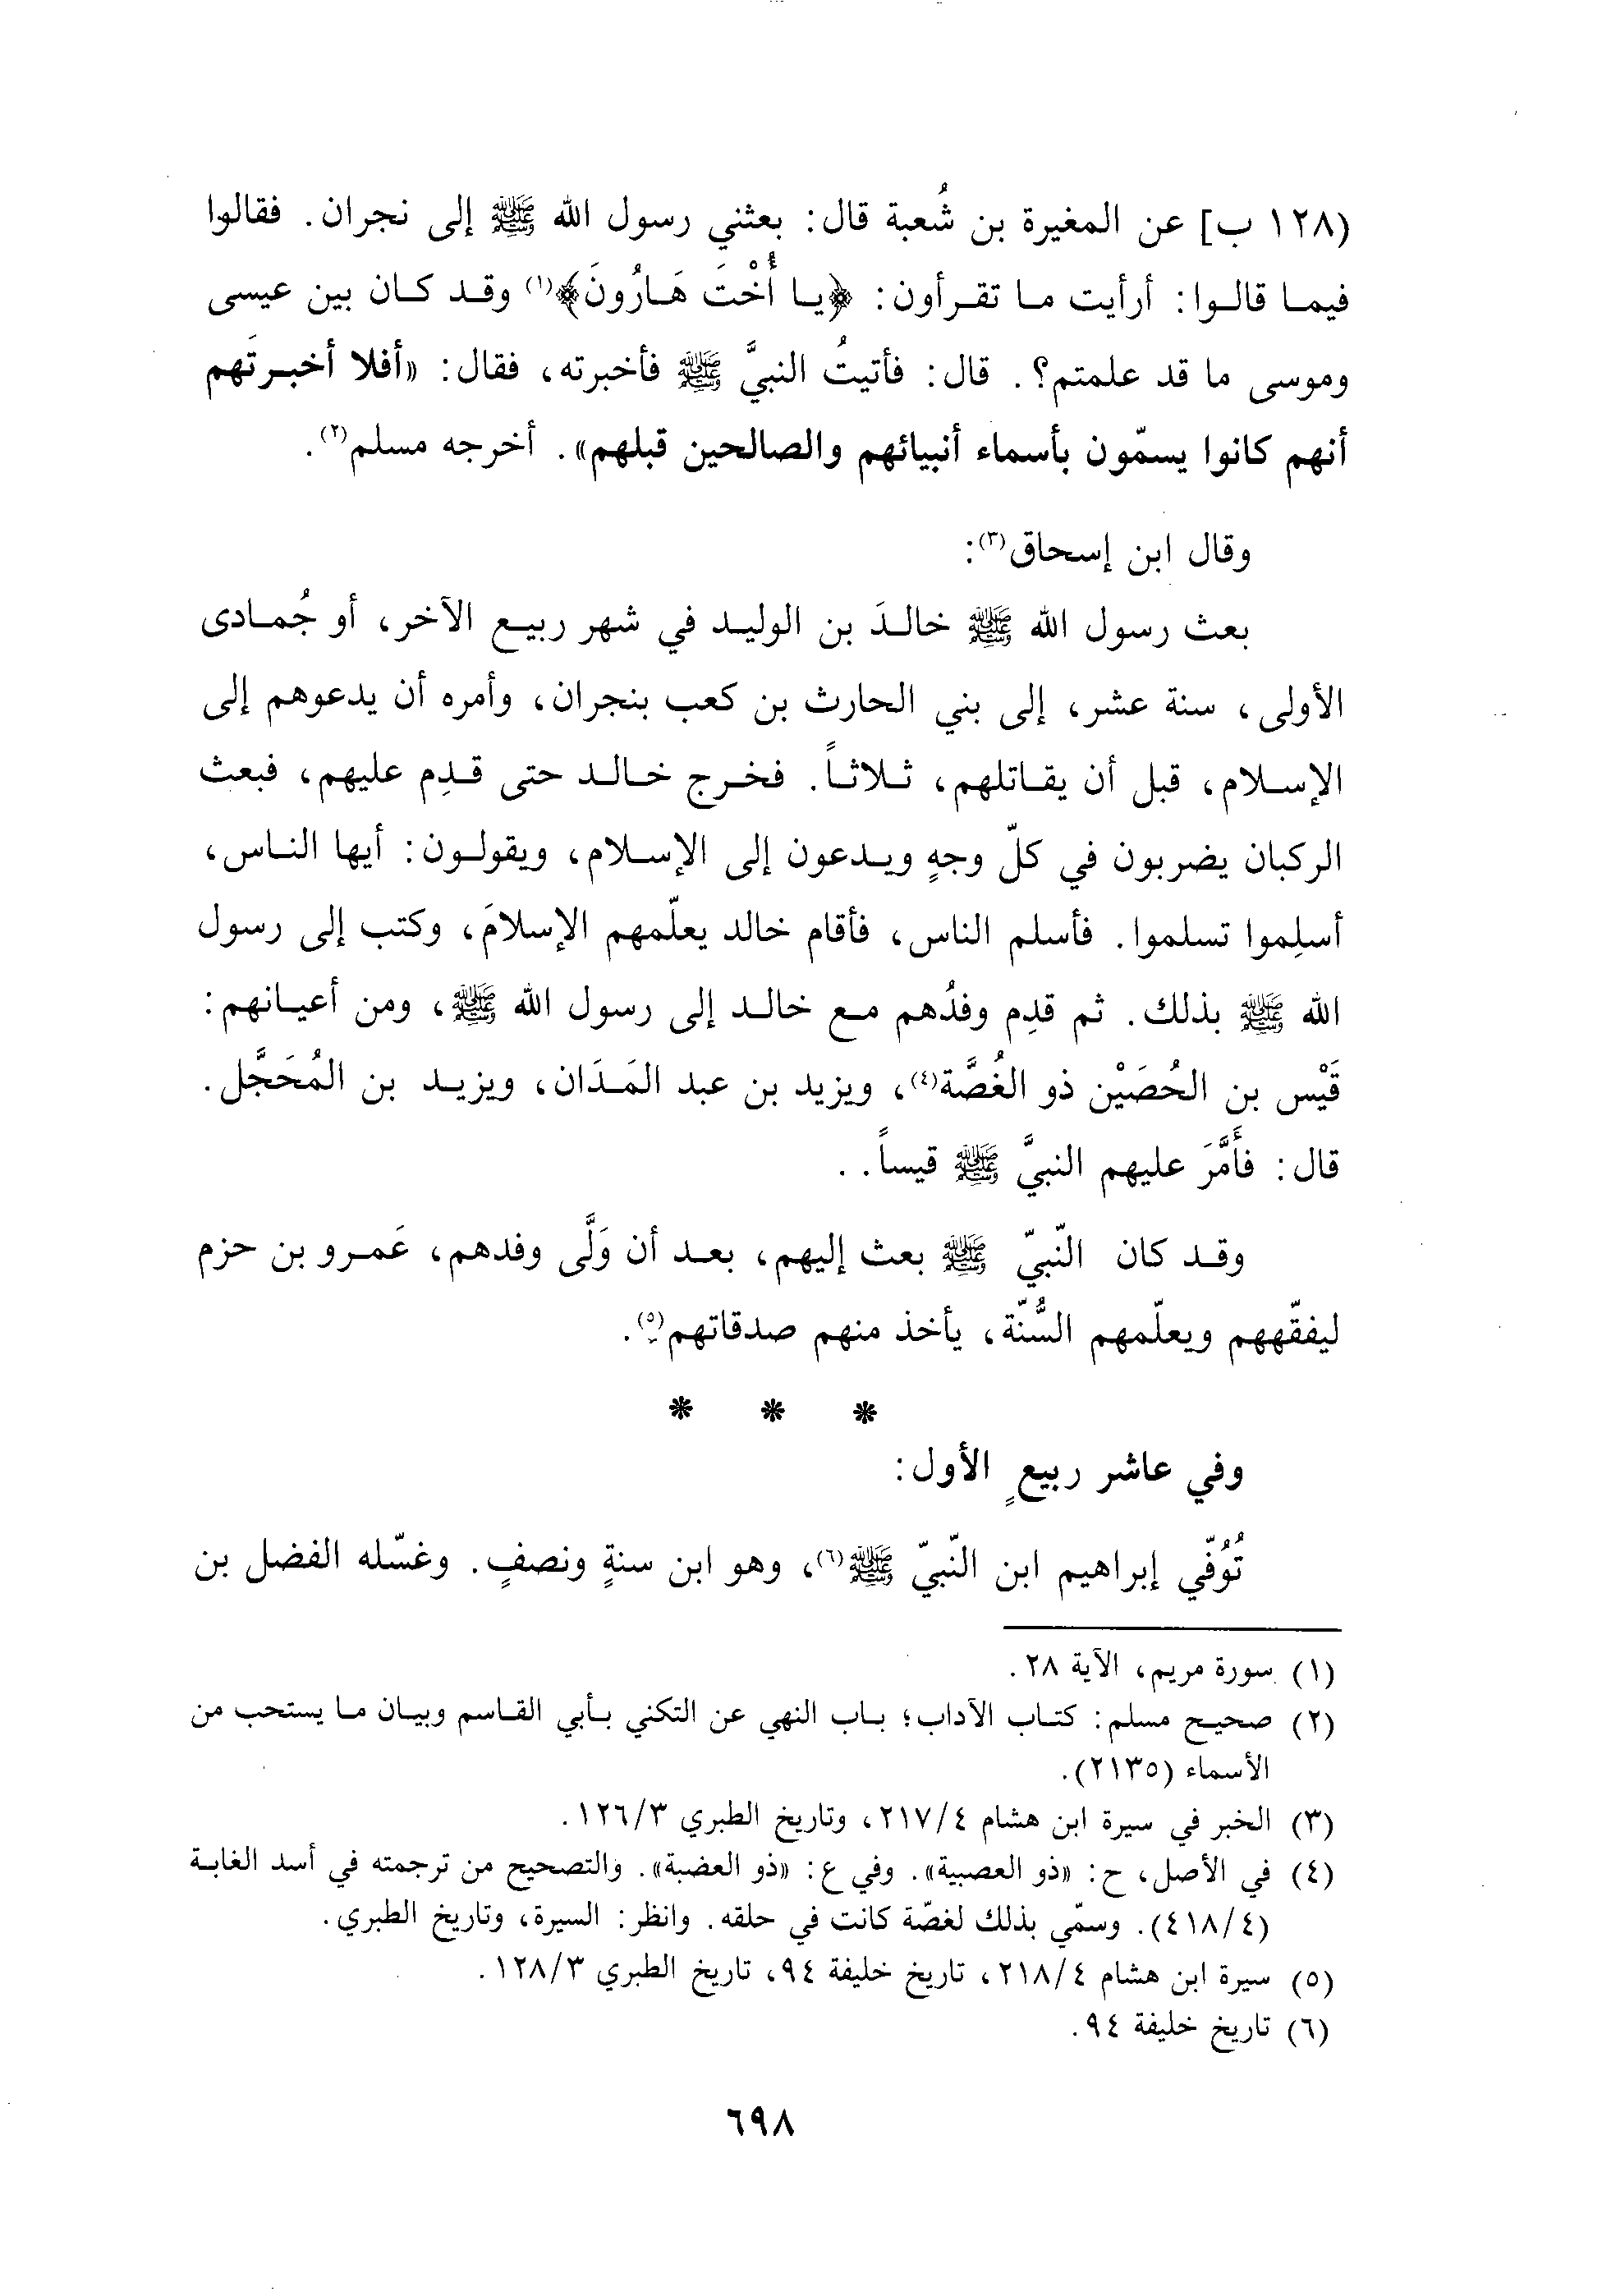 (١٢٨ ب] عن المغيرة بن شُعبة قال: بعثني رسول الله ﷺ إلى نجران. فقالوا
فيما قالوا: أرأيت ما تقرأون: ﴿يا أُخْتَ هَارُونَ﴾(١) وقد كان بين عيسى
وموسى ما قد علمتم؟. قال: فأتيتُ النبيَّ ﷺ فأخبرته، فقال: «أفلا أخبرتَهم
أنهم كانوا يسمّون بأسماء أنبيائهم والصالحين قبلهم». أخرجه مسلم(٢).
وقال ابن إسحاق(٣):
بعث رسول الله ﷺ خالدَ بن الوليد في شهر ربيع الآخر، أو جُمادى
الأولى، سنة عشر، إلى بني الحارث بن كعب بنجران، وأمره أن يدعوهم إلى
الإسلام، قبل أن يقاتلهم، ثلاثاً. فخرج خالد حتى قدِم عليهم، فبعث
الركبان يضربون في كلّ وجهٍ ويدعون إلى الإسلام، ويقولون: أيها الناس،
أسلِموا تسلموا. فأسلم الناس، فأقام خالد يعلّمهم الإسلامَ، وكتب إلى رسول
الله ﷺ بذلك. ثم قدِم وفدُهم مع خالد إلى رسول الله ﷺ، ومن أعيانهم:
قَيْس بن الحُصَيْن ذو الغُصَّة(٤)، ويزيد بن عبد المَدَان، ويزيد بن المُحَجَّل.
قال: فأَمَّرَ عليهم النبيَّ ﷺ قيساً. .
وقد كان النّبيّ ﷺ بعث إليهم، بعد أن وَلَّى وفدهم، عَمرو بن حزم
ليفقّههم ويعلّمهم السُّنّة، يأخذ منهم صدقاتهم(٥).
* * *
وفي عاشر ربيعٍ الأول:
تُوُفّي إبراهيم ابن النّبيّ ﷺ(٦)، وهو ابن سنةٍ ونصفٍ. وغسّله الفضل بن
(١) سورة مريم، الآية ٢٨.
(٢) صحيح مسلم: كتاب الآداب؛ باب النهي عن التكني بأبي القاسم وبيان ما يستحب من
الأسماء (٢١٣٥).
(٣) الخبر في سيرة ابن هشام ٢١٧/٤، وتاريخ الطبري ١٢٦/٣.
(٤) في الأصل، ح: «ذو العصبية». وفي ع: «ذو العضبة». والتصحيح من ترجمته في أسد الغابة
(٤١٨/٤). وسمّي بذلك لغصّة كانت في حلقه. وانظر: السيرة، وتاريخ الطبري.
(٥) سيرة ابن هشام ٢١٨/٤، تاريخ خليفة ٩٤، تاريخ الطبري ١٢٨/٣.
(٦) تاريخ خليفة ٩٤.
٦٩٨